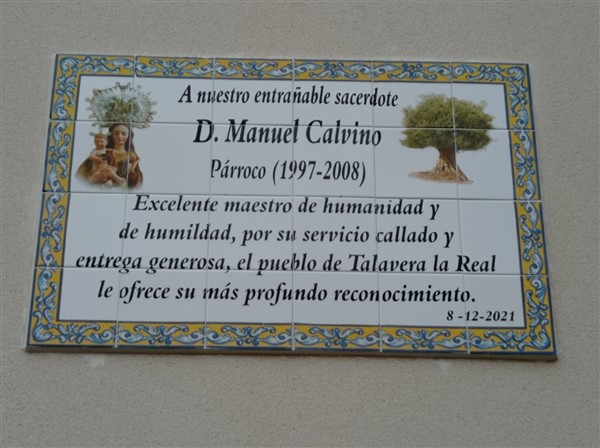 A nuestro entrañable sacerdote
D. Manuel Calvino
Párroco (1997-2008)
Excelente maestro de humanidad y
de humildad, por su servicio callado y
entrega generosa, el pueblo de Talavera la Real
le ofrece su más profundo reconocimiento.
8 -12-2021